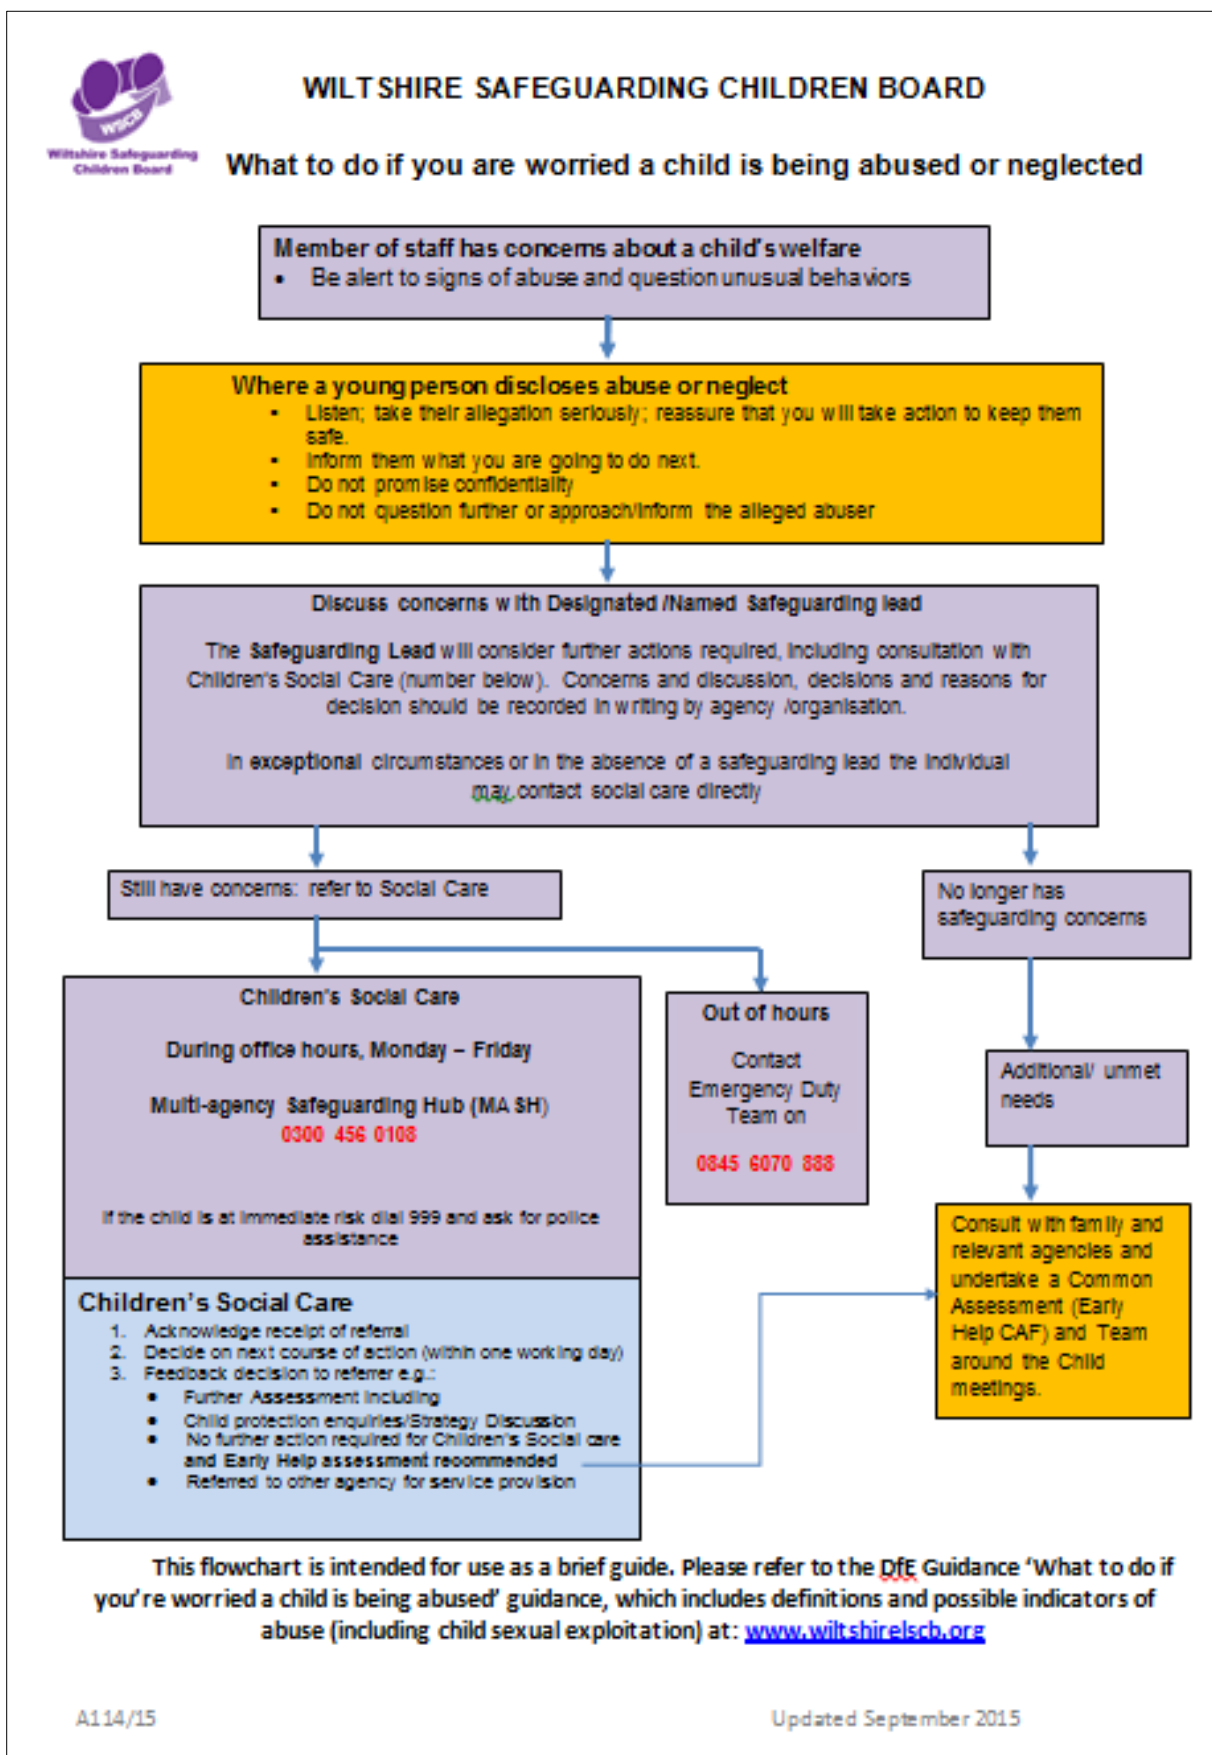 WSCB
Wiltshire Safeguarding
Children Board
WILTSHIRE SAFEGUARDING CHILDREN BOARD
What to do if you are worried a child is being abused or neglected
Member of staff has concerns about a child's welfare
• Be alert to signs of abuse and question unusual behaviors
Where a young person discloses abuse or neglect
▪ Listen; take their allegation seriously; reassure that you will take action to keep them
safe.
▪ Inform them what you are going to do next.
▪ Do not promise confidentiality
▪ Do not question further or approach/inform the alleged abuser
Discuss concerns with Designated /Named Safeguarding lead
The Safeguarding Lead will consider further actions required, including consultation with
Children's Social Care (number below). Concerns and discussion, decisions and reasons for
decision should be recorded in writing by agency /organisation.
In exceptional circumstances or in the absence of a safeguarding lead the individual
may contact social care directly
Still have concerns: refer to Social Care
No longer has
safeguarding concerns
Children's Social Care
During office hours, Monday – Friday
Multi-agency Safeguarding Hub (MASH)
0300 456 0108
If the child is at immediate risk dial 999 and ask for police
assistance
Out of hours
Contact
Emergency Duty
Team on
0845 6070 888
Additional/ unmet
needs
Consult with family and
relevant agencies and
undertake a Common
Assessment (Early
Help CAF) and Team
around the Child
meetings.
Children's Social Care
1. Acknowledge receipt of referral
2. Decide on next course of action (within one working day)
3. Feedback decision to referrer e.g.:
• Further Assessment including
• Child protection enquiries/Strategy Discussion
• No further action required for Children's Social care
and Early Help assessment recommended
• Referred to other agency for service provision
This flowchart is intended for use as a brief guide. Please refer to the DfE Guidance 'What to do if
you're worried a child is being abused' guidance, which includes definitions and possible indicators of
abuse (including child sexual exploitation) at: www.wiltshirelscb.org
A114/15
Updated September 2015